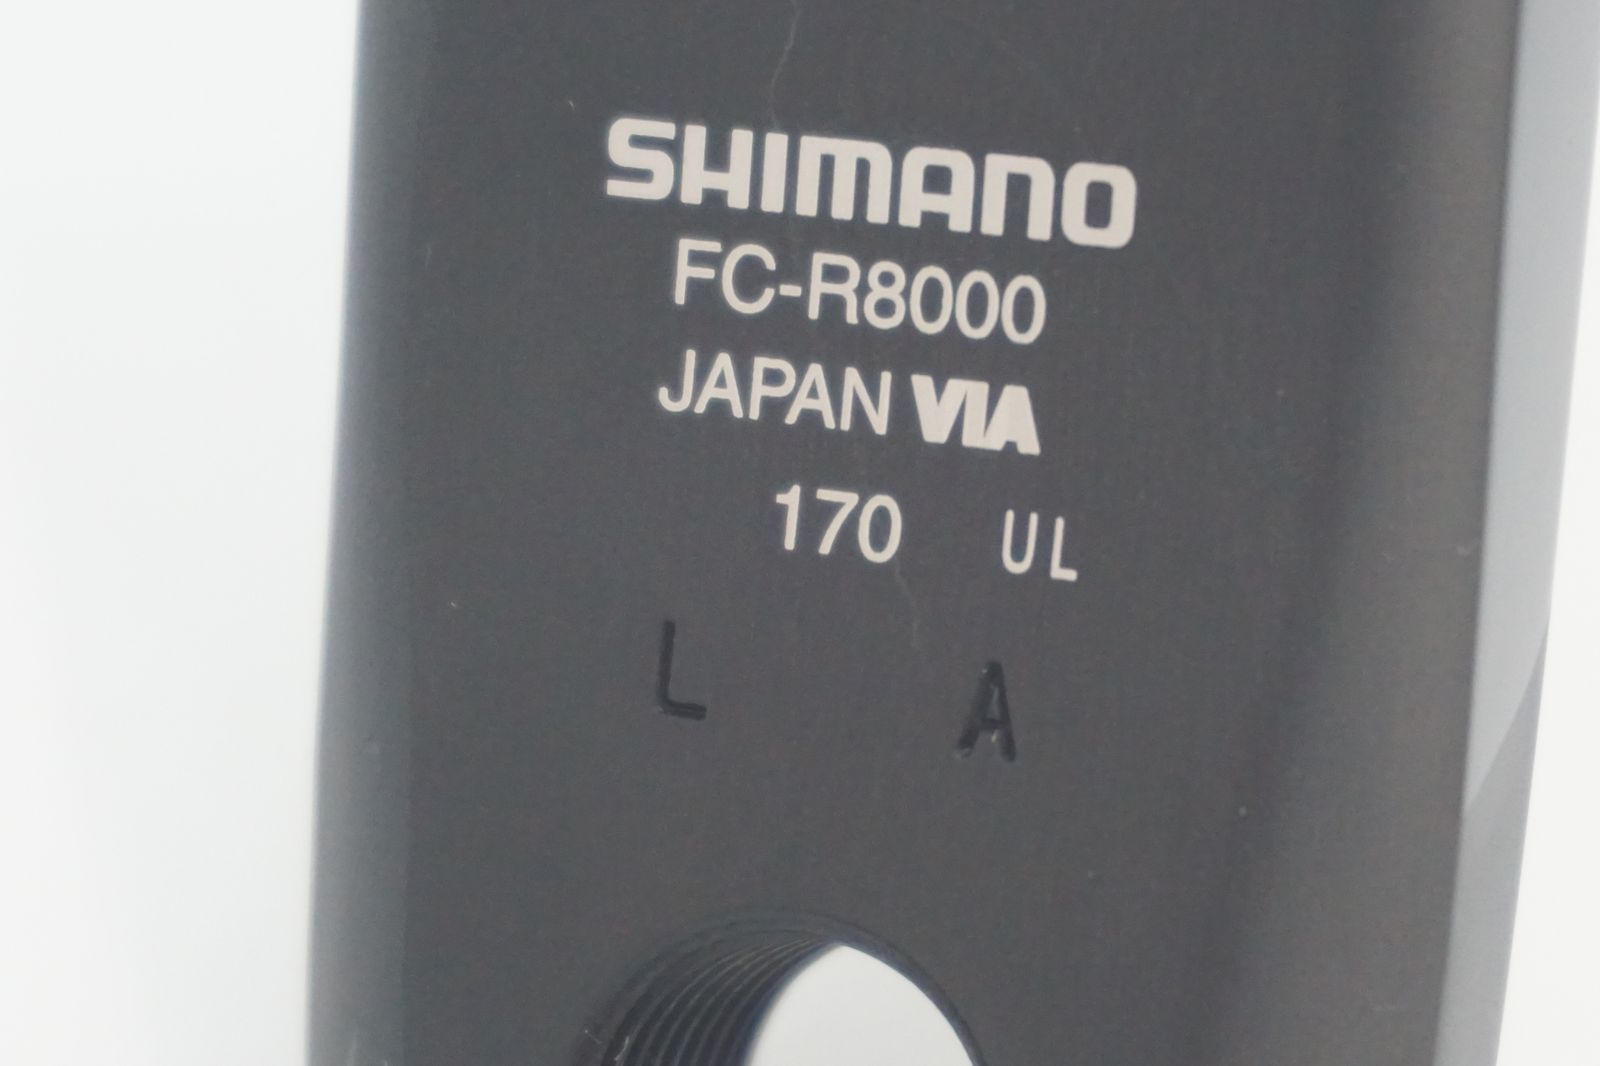 SHIMANO
FC-R8000
JAPAN VIA
170 UL
L A